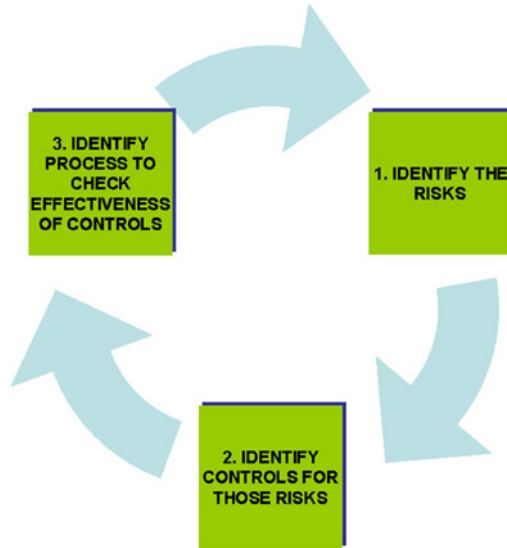 3. IDENTIFY
PROCESS TO
CHECK
EFFECTIVENESS
OF CONTROLS
1. IDENTIFY THE
RISKS
2. IDENTIFY
CONTROLS FOR
THOSE RISKS